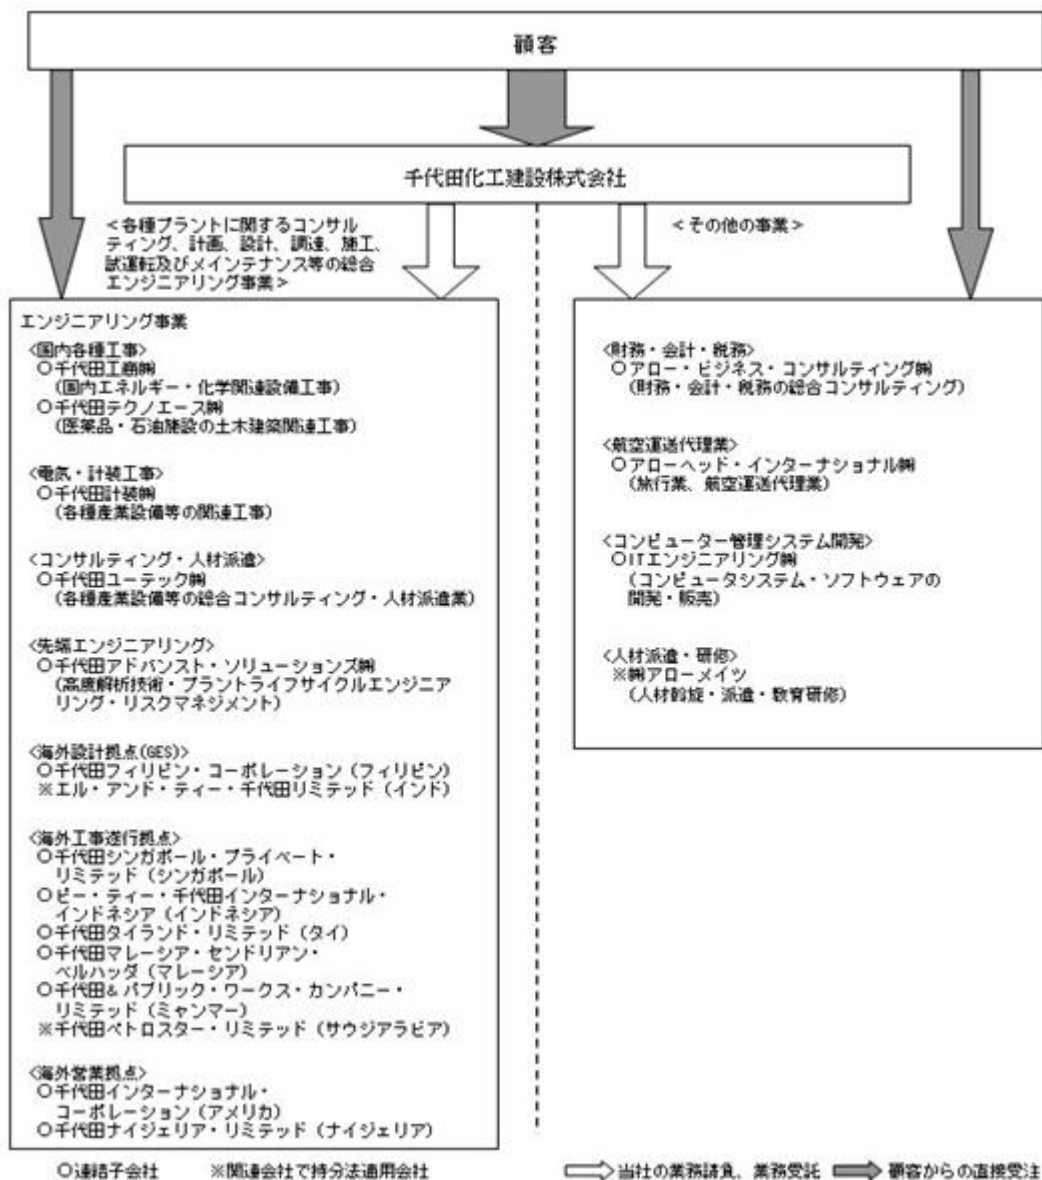 顧客
千代田化工建設株式会社
<各種プラントに関するコンサル
ティング、計画、設計、調達、施工、
試運転及びメインテナンス等の総合
エンジニアリング事業>
<その他の事業>
エンジニアリング事業
<国内各種工事>
○千代田工商㈱
(国内エネルギー・化学関連設備工事)
○千代田テクノエース㈱
(医薬品・石油施設の土木建築関連工事)
<電気・計装工事>
○千代田計装㈱
(各種産業設備等の関連工事)
<コンサルティング・人材派遣>
○千代田ユーテック㈱
(各種産業設備等の総合コンサルティング・人材派遣業)
<先端エンジニアリング>
○千代田アドバンスト・ソリューションズ㈱
(高度解析技術・プラントライフサイクルエンジニア
リング・リスクマネジメント)
<海外設計拠点(GES)>
○千代田フィリピン・コーポレーション (フィリピン)
※エル・アンド・ティー・千代田リミテッド (インド)
<海外工事遂行拠点>
○千代田シンガポール・プライベート・
リミテッド (シンガポール)
○ピー・ティー・千代田インターナショナル・
インドネシア (インドネシア)
○千代田タイランド・リミテッド (タイ)
○千代田マレーシア・センドリアン・
ベルハッダ (マレーシア)
○千代田&パブリック・ワークス・カンパニー・
リミテッド (ミャンマー)
※千代田ペトロスター・リミテッド (サウジアラビア)
<海外営業拠点>
○千代田インターナショナル・
コーポレーション (アメリカ)
○千代田ナイジェリア・リミテッド (ナイジェリア)
<財務・会計・税務>
○アロー・ビジネス・コンサルティング㈱
(財務・会計・税務の総合コンサルティング)
<航空運送代理業>
○アローヘッド・インターナショナル㈱
(旅行業、航空運送代理業)
<コンピューター管理システム開発>
○ITエンジニアリング㈱
(コンピュータシステム・ソフトウェアの
開発・販売)
<人材派遣・研修>
※㈱アローメイツ
(人材斡旋・派遣・教育研修)
○連結子会社 ※関連会社で持分法適用会社 当社の業務請負、業務受託 顧客からの直接受注